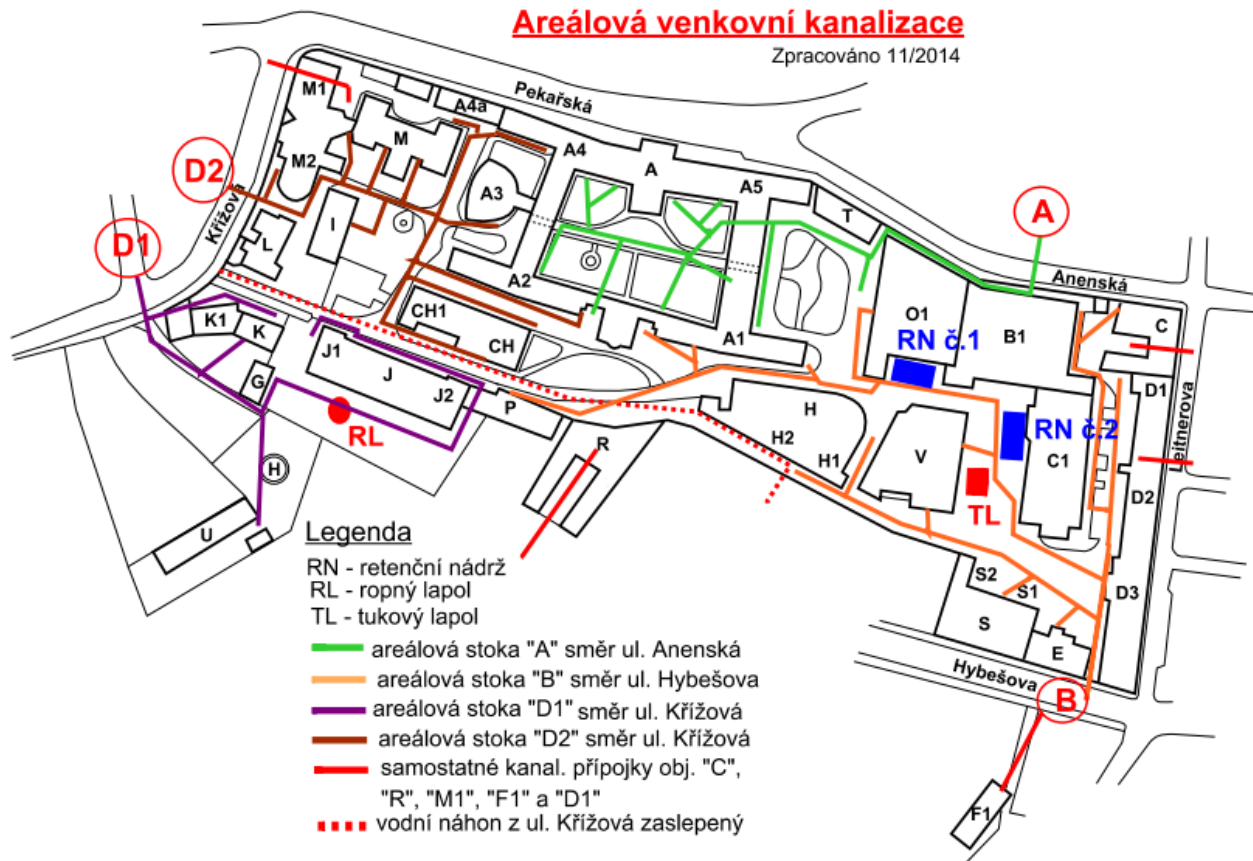 Areálová venkovní kanalizace
Zpracováno 11/2014
Pekařská
M1
A4a
M
A4
A
A5
M2
D2
A3
T
A
Křížová
I
L
D1
Anenská
A2
CH1
O1
C
K1
K
CH
A1
RN č.1
B1
J1
J
G
J2
D1
Leitnerova
P
H
RL
H2
R
H1
V
RN č.2
C1
H
D2
TL
U
Legenda
RN - retenční nádrž
RL - ropný lapol
TL - tukový lapol
S2
S1
D3
S
E
Hybešova
B
areálová stoka "A" směr ul. Anenská
areálová stoka "B" směr ul. Hybešova
areálová stoka "D1" směr ul. Křížová
areálová stoka "D2" směr ul. Křížová
samostatné kanal. přípojky obj. "C",
"R", "M1", "F1" a "D1"
vodní náhon z ul. Křížová zaslepený
F1